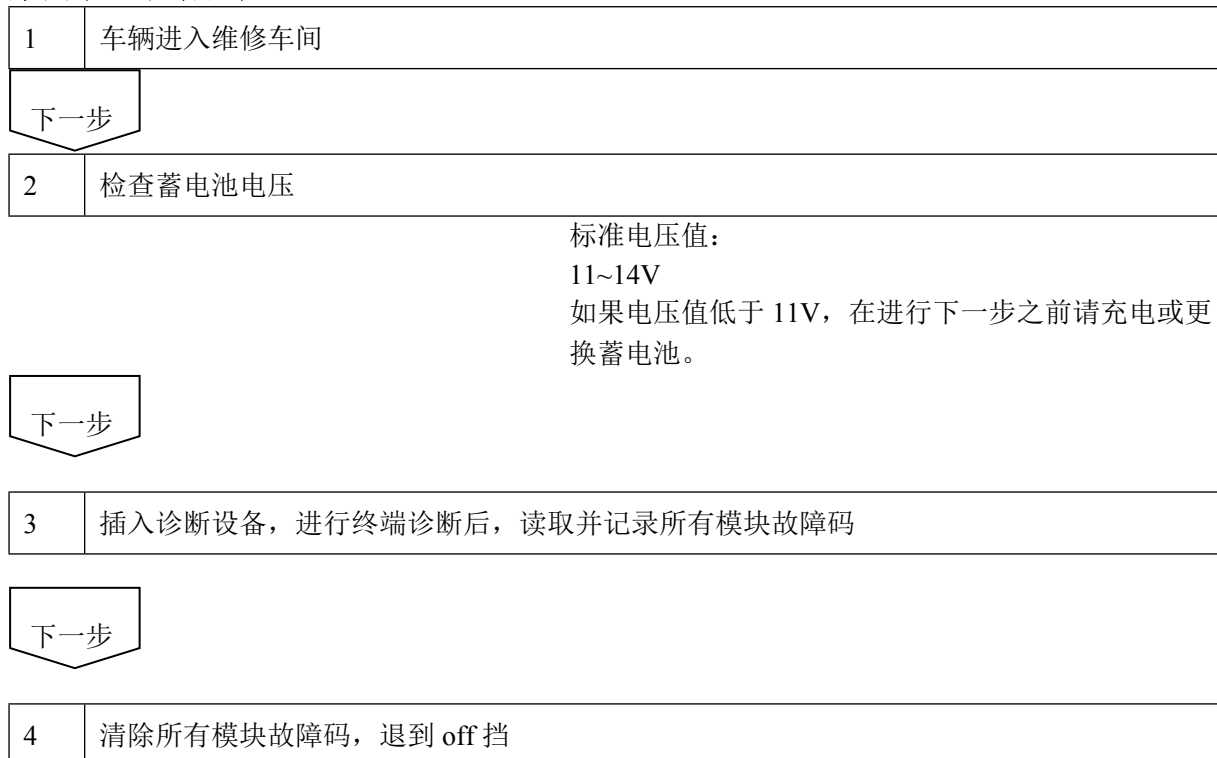 1 车辆进入维修车间
下一步
2 检查蓄电池电压
标准电压值：
11~14V
如果电压值低于 11V，在进行下一步之前请充电或更
换蓄电池。
下一步
3 插入诊断设备，进行终端诊断后，读取并记录所有模块故障码
下一步
4 清除所有模块故障码，退到 off 挡